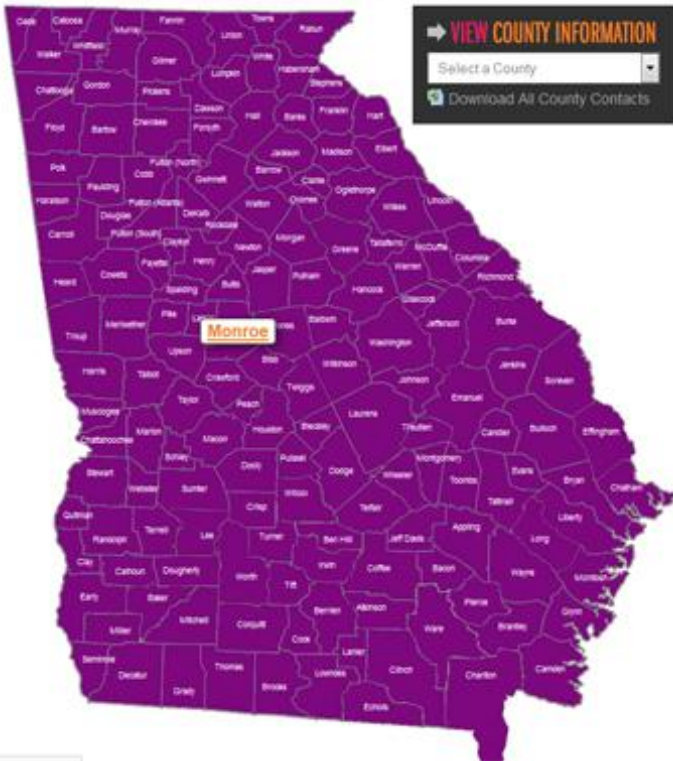 VIEW COUNTY INFORMATION
Select a County
Download All County Contacts
Dade Catoosa Fannin Towns Rabun
Murray Union
Whitfield White
Walker Gilmer Habersham
Lumpkin Stephens
Chattooga Gordon Pickens
Dawson Banks Franklin Hart
Floyd Bartow Cherokee Forsyth Hall
Jackson Madison Elbert
Polk Cobb Fulton (North) Gwinnett Barrow
Haralson Paulding Clarke Oglethorpe
Fulton (Atlanta) Walton Oconee Wilkes Lincoln
Douglas Dekalb Rockdale
Carroll Fulton (South) Clayton Newton Morgan Greene Taliaferro McDuffie Columbia
Heard Coweta Fayette Henry Jasper Putnam Warren Richmond
Spalding Butts Hancock Glascock
Troup Meriwether Pike Baldwin Jefferson Burke
Monroe
Upson Bibb Wilkinson Washington
Harris Talbot Crawford Twiggs Johnson Jenkins Screven
Taylor Peach Laurens Emanuel
Muscogee Marion Macon Houston Bleckley Treutlen Candler Bulloch Effingham
Chattahoochee
Stewart Schley Dooly Pulaski Dodge Wheeler Montgomery Toombs Evans Bryan Chatham
Webster Sumter Wilcox Tattnall
Quitman Crisp Telfair Liberty
Randolph Terrell Lee Turner Ben Hill Jeff Davis Appling Long
Clay Calhoun Dougherty Worth Irwin Coffee Bacon Wayne McIntosh
Early Baker Tift
Miller Mitchell Colquitt Berrien Atkinson Ware Pierce Brantley Glynn
Cook
Seminole Decatur Thomas Lanier Clinch Charlton Camden
Grady Brooks Lowndes
Echols